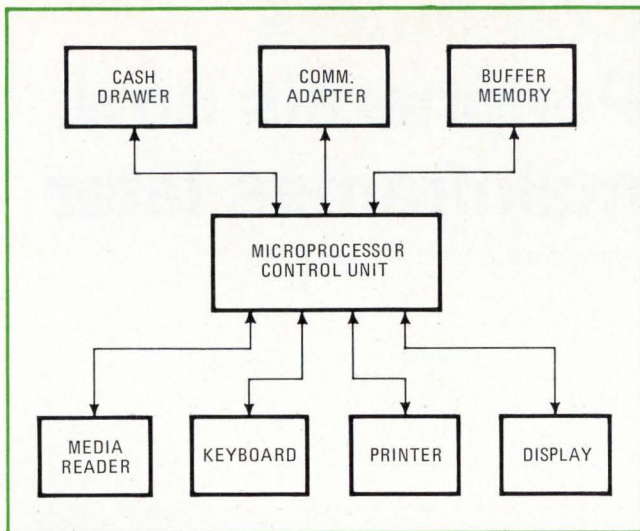 CASH
DRAWER
COMM.
ADAPTER
BUFFER
MEMORY
MICROPROCESSOR
CONTROL UNIT
MEDIA
READER
KEYBOARD
PRINTER
DISPLAY